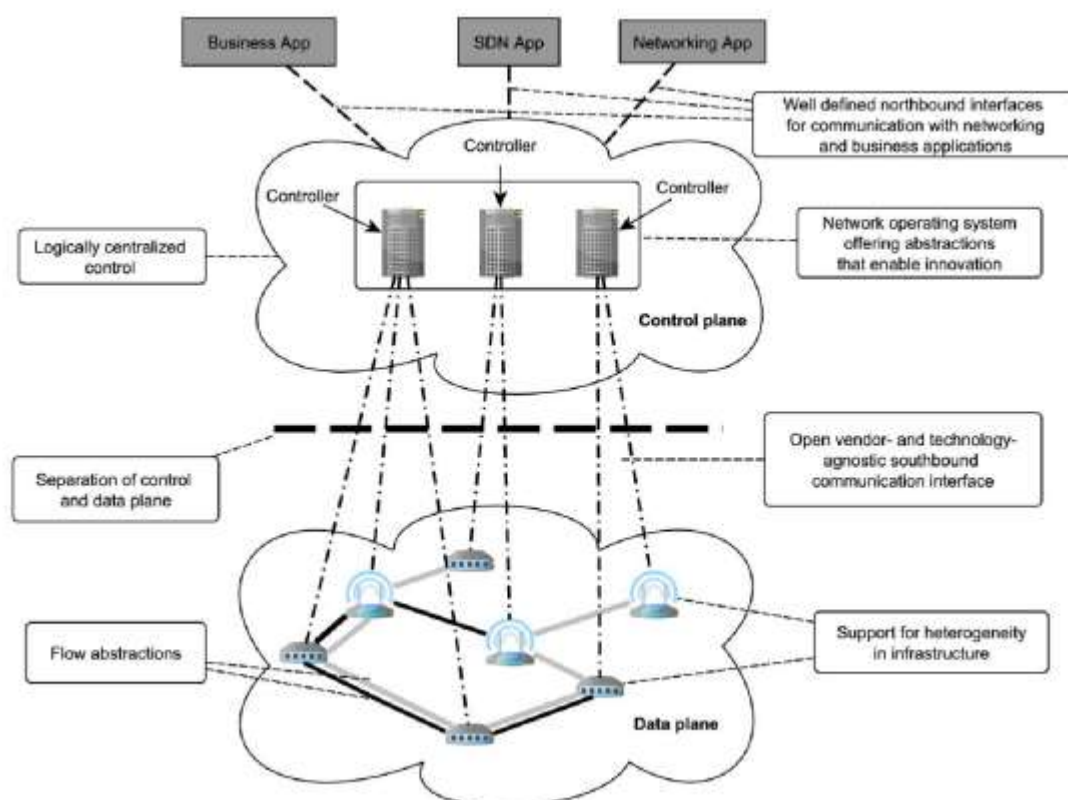 Business App
SDN App
Networking App
Well defined northbound interfaces
for communication with networking
and business applications
Controller
Controller
Controller
Logically centralized
control
Network operating system
offering abstractions
that enable innovation
Control plane
Separation of control
and data plane
Open vendor- and technology-
agnostic southbound
communication interface
Flow abstractions
Support for heterogeneity
in infrastructure
Data plane